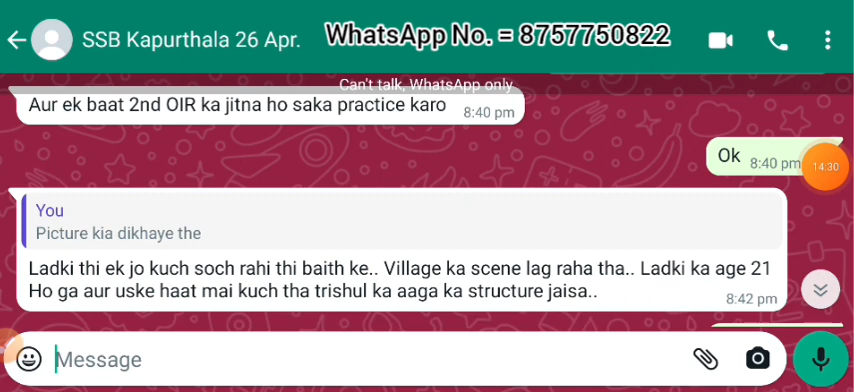 SSB Kapurthala 26 Apr.
WhatsApp No. = 8757750822
Can't talk, WhatsApp only
Aur ek baat 2nd OIR ka jitna ho saka practice karo
8:40 pm
Ok
8:40 pm
14:30
You
Picture kia dikhaye the
Ladki thi ek jo kuch soch rahi thi baith ke.. Village ka scene lag raha tha.. Ladki ka age 21
Ho ga aur uske haat mai kuch tha trishul ka aaga ka structure jaisa..
8:42 pm
Message